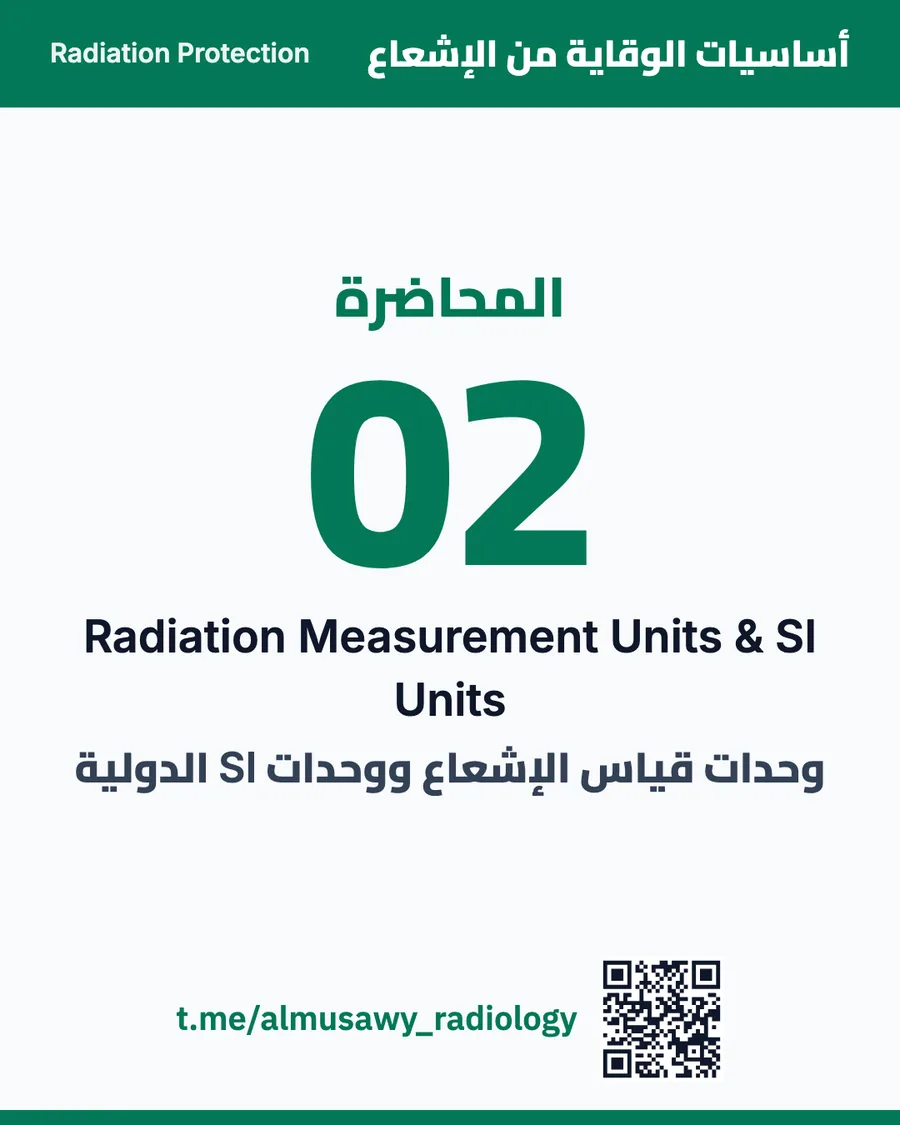 أساسيات الوقاية من الإشعاع
Radiation Protection
المحاضرة
02
Radiation Measurement Units & SI
Units
وحدات قياس الإشعاع ووحدات SI الدولية
t.me/almusawy_radiology